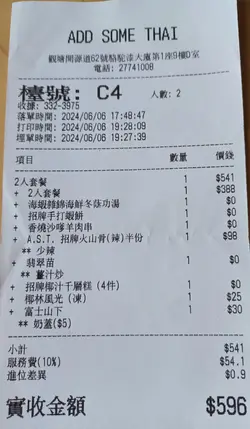 ADD SOME THAI
觀塘開源道62號駱駝漆大廈第1座9樓D室
電話: 27741008
檯號: C4 人數: 2
收據: 332-3975
落單時間: 2024/06/06 17:48:47
打印時間: 2024/06/06 19:28:09
埋單時間: 2024/06/06 19:27:39
項目 數量 價錢
2人套餐 1 $541
+ 2人套餐 1 $388
+ 海蝦雜錦海鮮冬蔭功湯 1 $0
+ 招牌手打蝦餅 1 $0
+ 香燒沙嗲羊肉串 1 $0
+ A.S.T. 招牌火山骨(辣)半份 1 $98
** 少辣
+ 翡翠苗 1 $0
** 薑汁炒
+ 招牌椰汁千層糕 (4件) 1 $0
+ 椰林風光 (凍) 1 $25
+ 富士山下 1 $30
** 奶蓋($5)
小計 $541
服務費(10%) $54.1
進位差異 $0.9
實收金額 $596